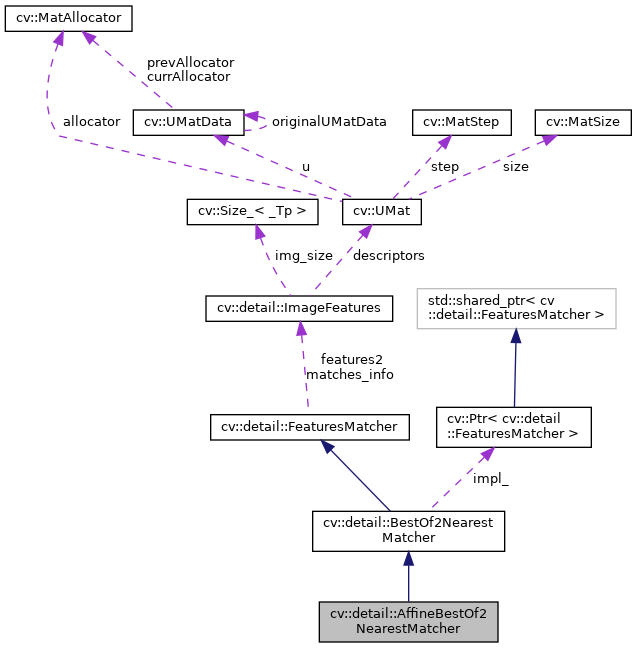 cv::MatAllocator
prevAllocator
currAllocator
allocator
cv::UMatData
originalUMatData
cv::MatStep
cv::MatSize
u
step
size
cv::Size_< _Tp >
cv::UMat
img_size
descriptors
cv::detail::ImageFeatures
std::shared_ptr< cv
::detail::FeaturesMatcher >
features2
matches_info
cv::detail::FeaturesMatcher
cv::Ptr< cv::detail
::FeaturesMatcher >
impl_
cv::detail::BestOf2Nearest
Matcher
cv::detail::AffineBestOf2
NearestMatcher